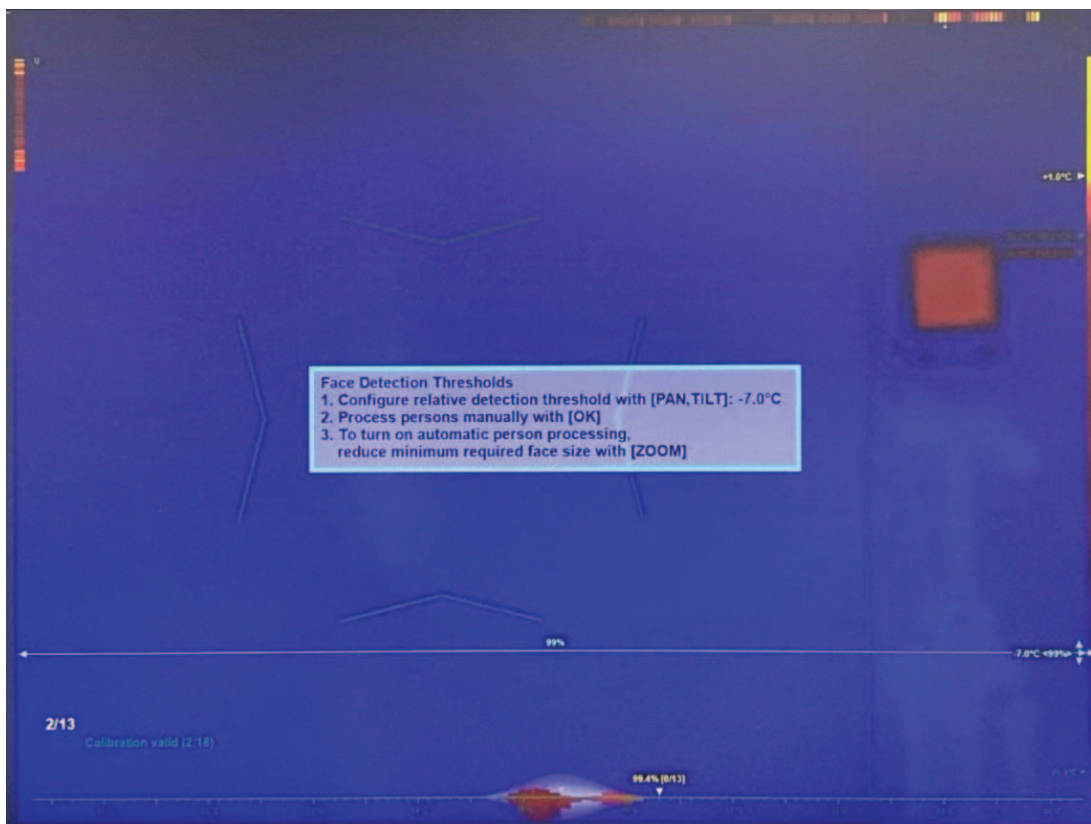 U
+1.0°C
Face Detection Thresholds
1. Configure relative detection threshold with [PAN,TILT]: -7.0°C
2. Process persons manually with [OK]
3. To turn on automatic person processing,
reduce minimum required face size with [ZOOM]
99%
-7.0°C <99%>
2/13
Calibration valid (2:18)
99.4% [0/13]